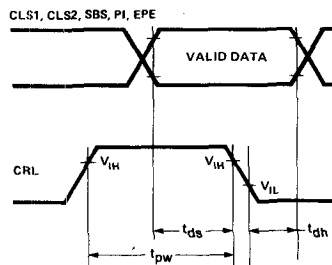 CLS1, CLS2, SBS, PI, EPE
VALID DATA
CRL
VIH
VIH
VIL
tds
tdh
tpw